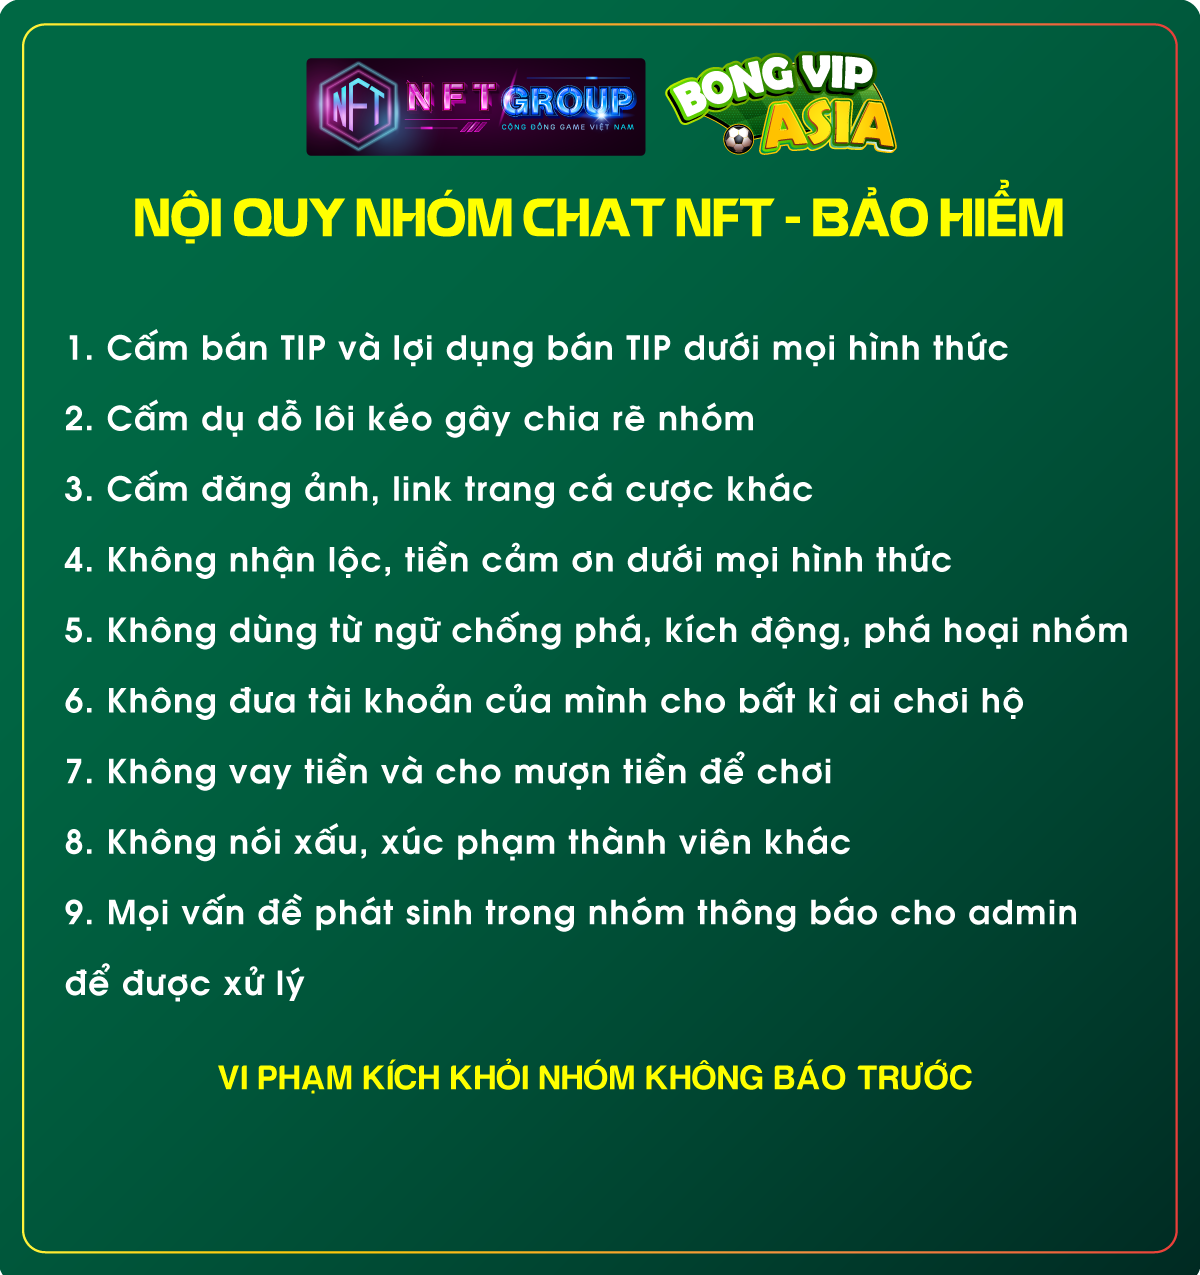 NFT NFT GROUP
CỘNG ĐỒNG GAME VIỆT NAM
BONG VIP
ASIA
NỘI QUY NHÓM CHAT NFT - BẢO HIỂM
1. Cấm bán TIP và lợi dụng bán TIP dưới mọi hình thức
2. Cấm dụ dỗ lôi kéo gây chia rẽ nhóm
3. Cấm đăng ảnh, link trang cá cược khác
4. Không nhận lộc, tiền cảm ơn dưới mọi hình thức
5. Không dùng từ ngữ chống phá, kích động, phá hoại nhóm
6. Không đưa tài khoản của mình cho bất kì ai chơi hộ
7. Không vay tiền và cho mượn tiền để chơi
8. Không nói xấu, xúc phạm thành viên khác
9. Mọi vấn đề phát sinh trong nhóm thông báo cho admin
để được xử lý
VI PHẠM KÍCH KHỎI NHÓM KHÔNG BÁO TRƯỚC